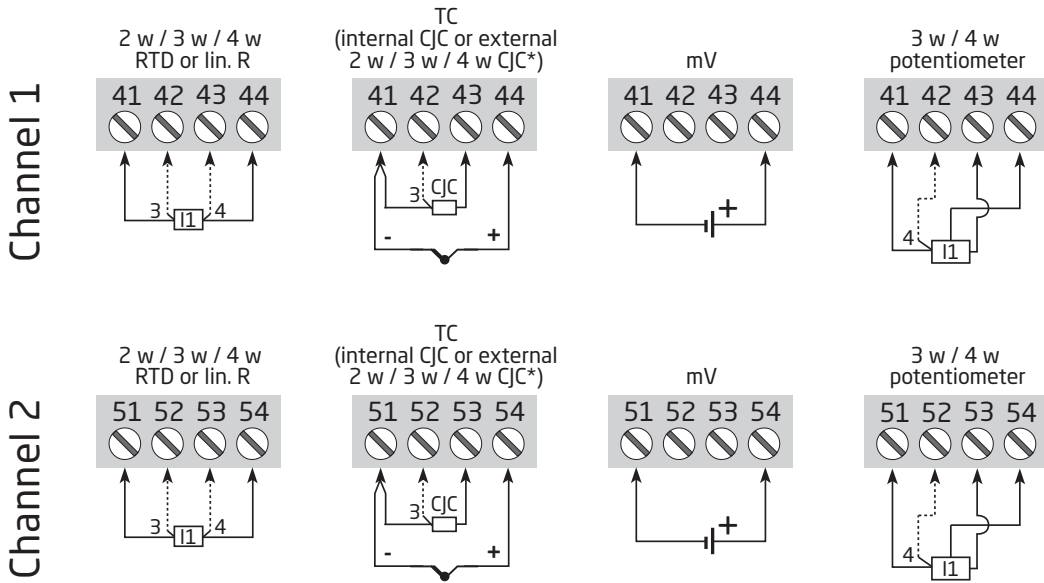 Channel 1
2 w / 3 w / 4 w
RTD or lin. R
41 42 43 44
3 I1 4
TC
(internal CJC or external
2 w / 3 w / 4 w CJC*)
41 42 43 44
3 CJC
- +
mV
41 42 43 44
+
3 w / 4 w
potentiometer
41 42 43 44
4 I1
Channel 2
2 w / 3 w / 4 w
RTD or lin. R
51 52 53 54
3 I1 4
TC
(internal CJC or external
2 w / 3 w / 4 w CJC*)
51 52 53 54
3 CJC
- +
mV
51 52 53 54
+
3 w / 4 w
potentiometer
51 52 53 54
4 I1